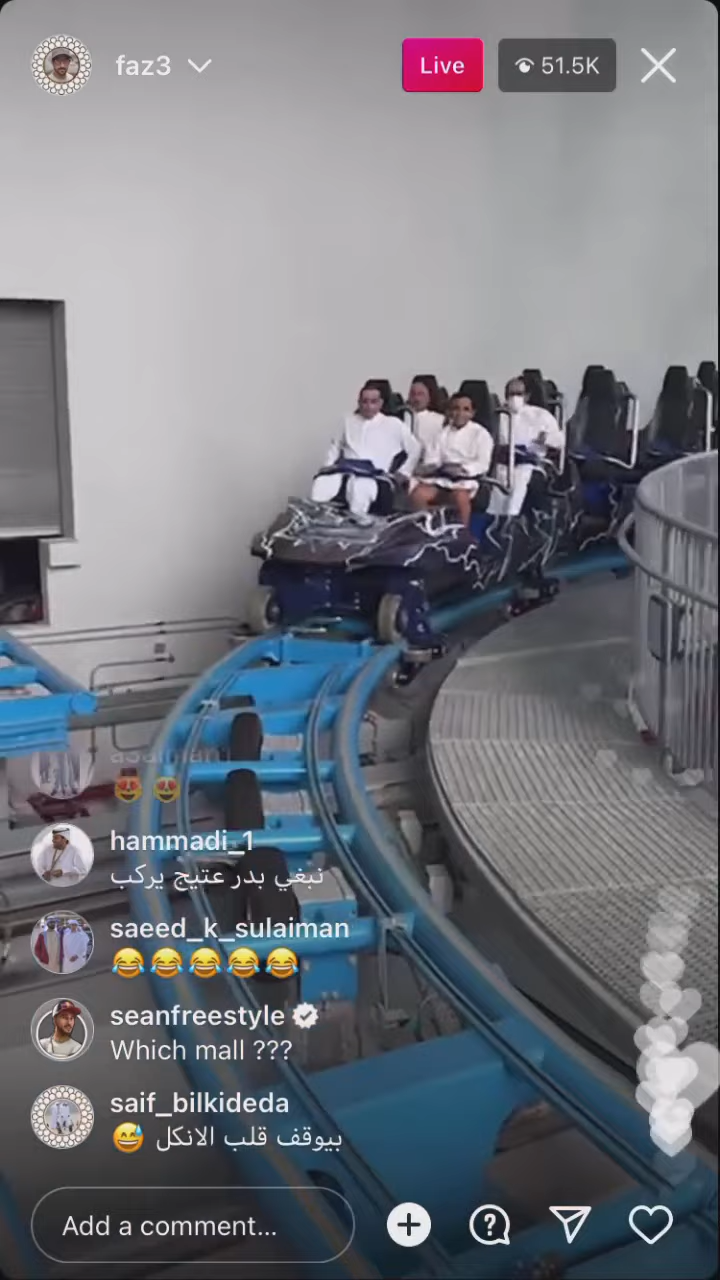 faz3
Live
51.5K
hammadi_1
نبغي بدر عتيج يركب
saeed_k_sulaiman
😂😂😂😂😂
seanfreestyle
Which mall ???
saif_bilkideda
بيوقف قلب الانكل 😅
Add a comment...